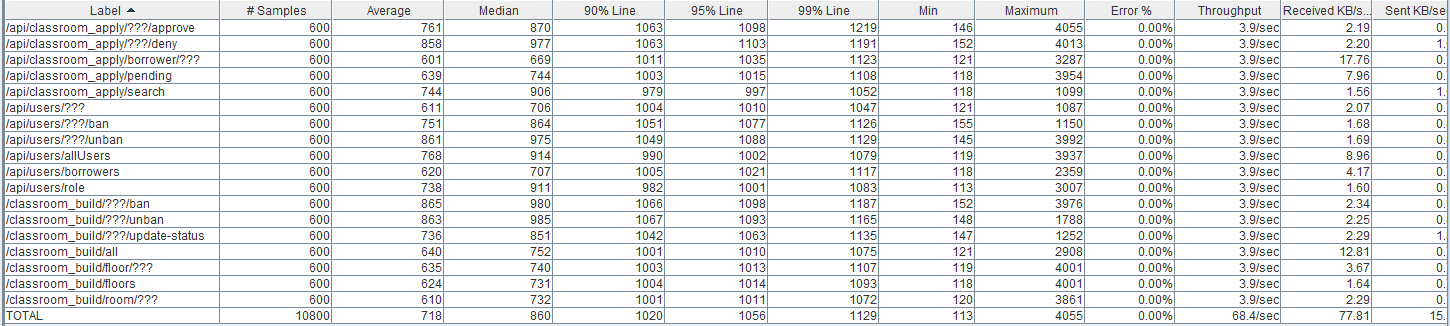 Label # Samples Average Median 90% Line 95% Line 99% Line Min Maximum Error % Throughput Received KB/s... Sent KB/se
/api/classroom_apply/???/approve 600 761 870 1063 1098 1219 146 4055 0.00% 3.9/sec 2.19 0.
/api/classroom_apply/???/deny 600 858 977 1063 1103 1191 152 4013 0.00% 3.9/sec 2.20 1.
/api/classroom_apply/borrower/??? 600 601 669 1011 1035 1123 121 3287 0.00% 3.9/sec 17.76 0.
/api/classroom_apply/pending 600 639 744 1003 1015 1108 118 3954 0.00% 3.9/sec 7.96 0.
/api/classroom_apply/search 600 744 906 979 997 1052 118 1099 0.00% 3.9/sec 1.56 1.
/api/users/??? 600 611 706 1004 1010 1047 121 1087 0.00% 3.9/sec 2.07 0.
/api/users/???/ban 600 751 864 1051 1077 1126 155 1150 0.00% 3.9/sec 1.68 0.
/api/users/???/unban 600 861 975 1049 1088 1129 145 3992 0.00% 3.9/sec 1.69 0.
/api/users/allUsers 600 768 914 990 1002 1079 119 3937 0.00% 3.9/sec 8.96 0.
/api/users/borrowers 600 620 707 1005 1021 1117 118 2359 0.00% 3.9/sec 4.17 0.
/api/users/role 600 738 911 982 1001 1083 113 3007 0.00% 3.9/sec 1.60 0.
/classroom_build/???/ban 600 865 980 1066 1098 1187 152 3976 0.00% 3.9/sec 2.34 0.
/classroom_build/???/unban 600 863 985 1067 1093 1165 148 1788 0.00% 3.9/sec 2.25 0.
/classroom_build/???/update-status 600 736 851 1042 1063 1135 147 1252 0.00% 3.9/sec 2.29 1.
/classroom_build/all 600 640 752 1001 1010 1075 121 2908 0.00% 3.9/sec 12.81 0.
/classroom_build/floor/??? 600 635 740 1003 1013 1107 119 4001 0.00% 3.9/sec 3.67 0.
/classroom_build/floors 600 624 731 1004 1014 1093 118 4001 0.00% 3.9/sec 1.64 0.
/classroom_build/room/??? 600 610 732 1001 1011 1072 120 3861 0.00% 3.9/sec 2.29 0.
TOTAL 10800 718 860 1020 1056 1129 113 4055 0.00% 68.4/sec 77.81 15.